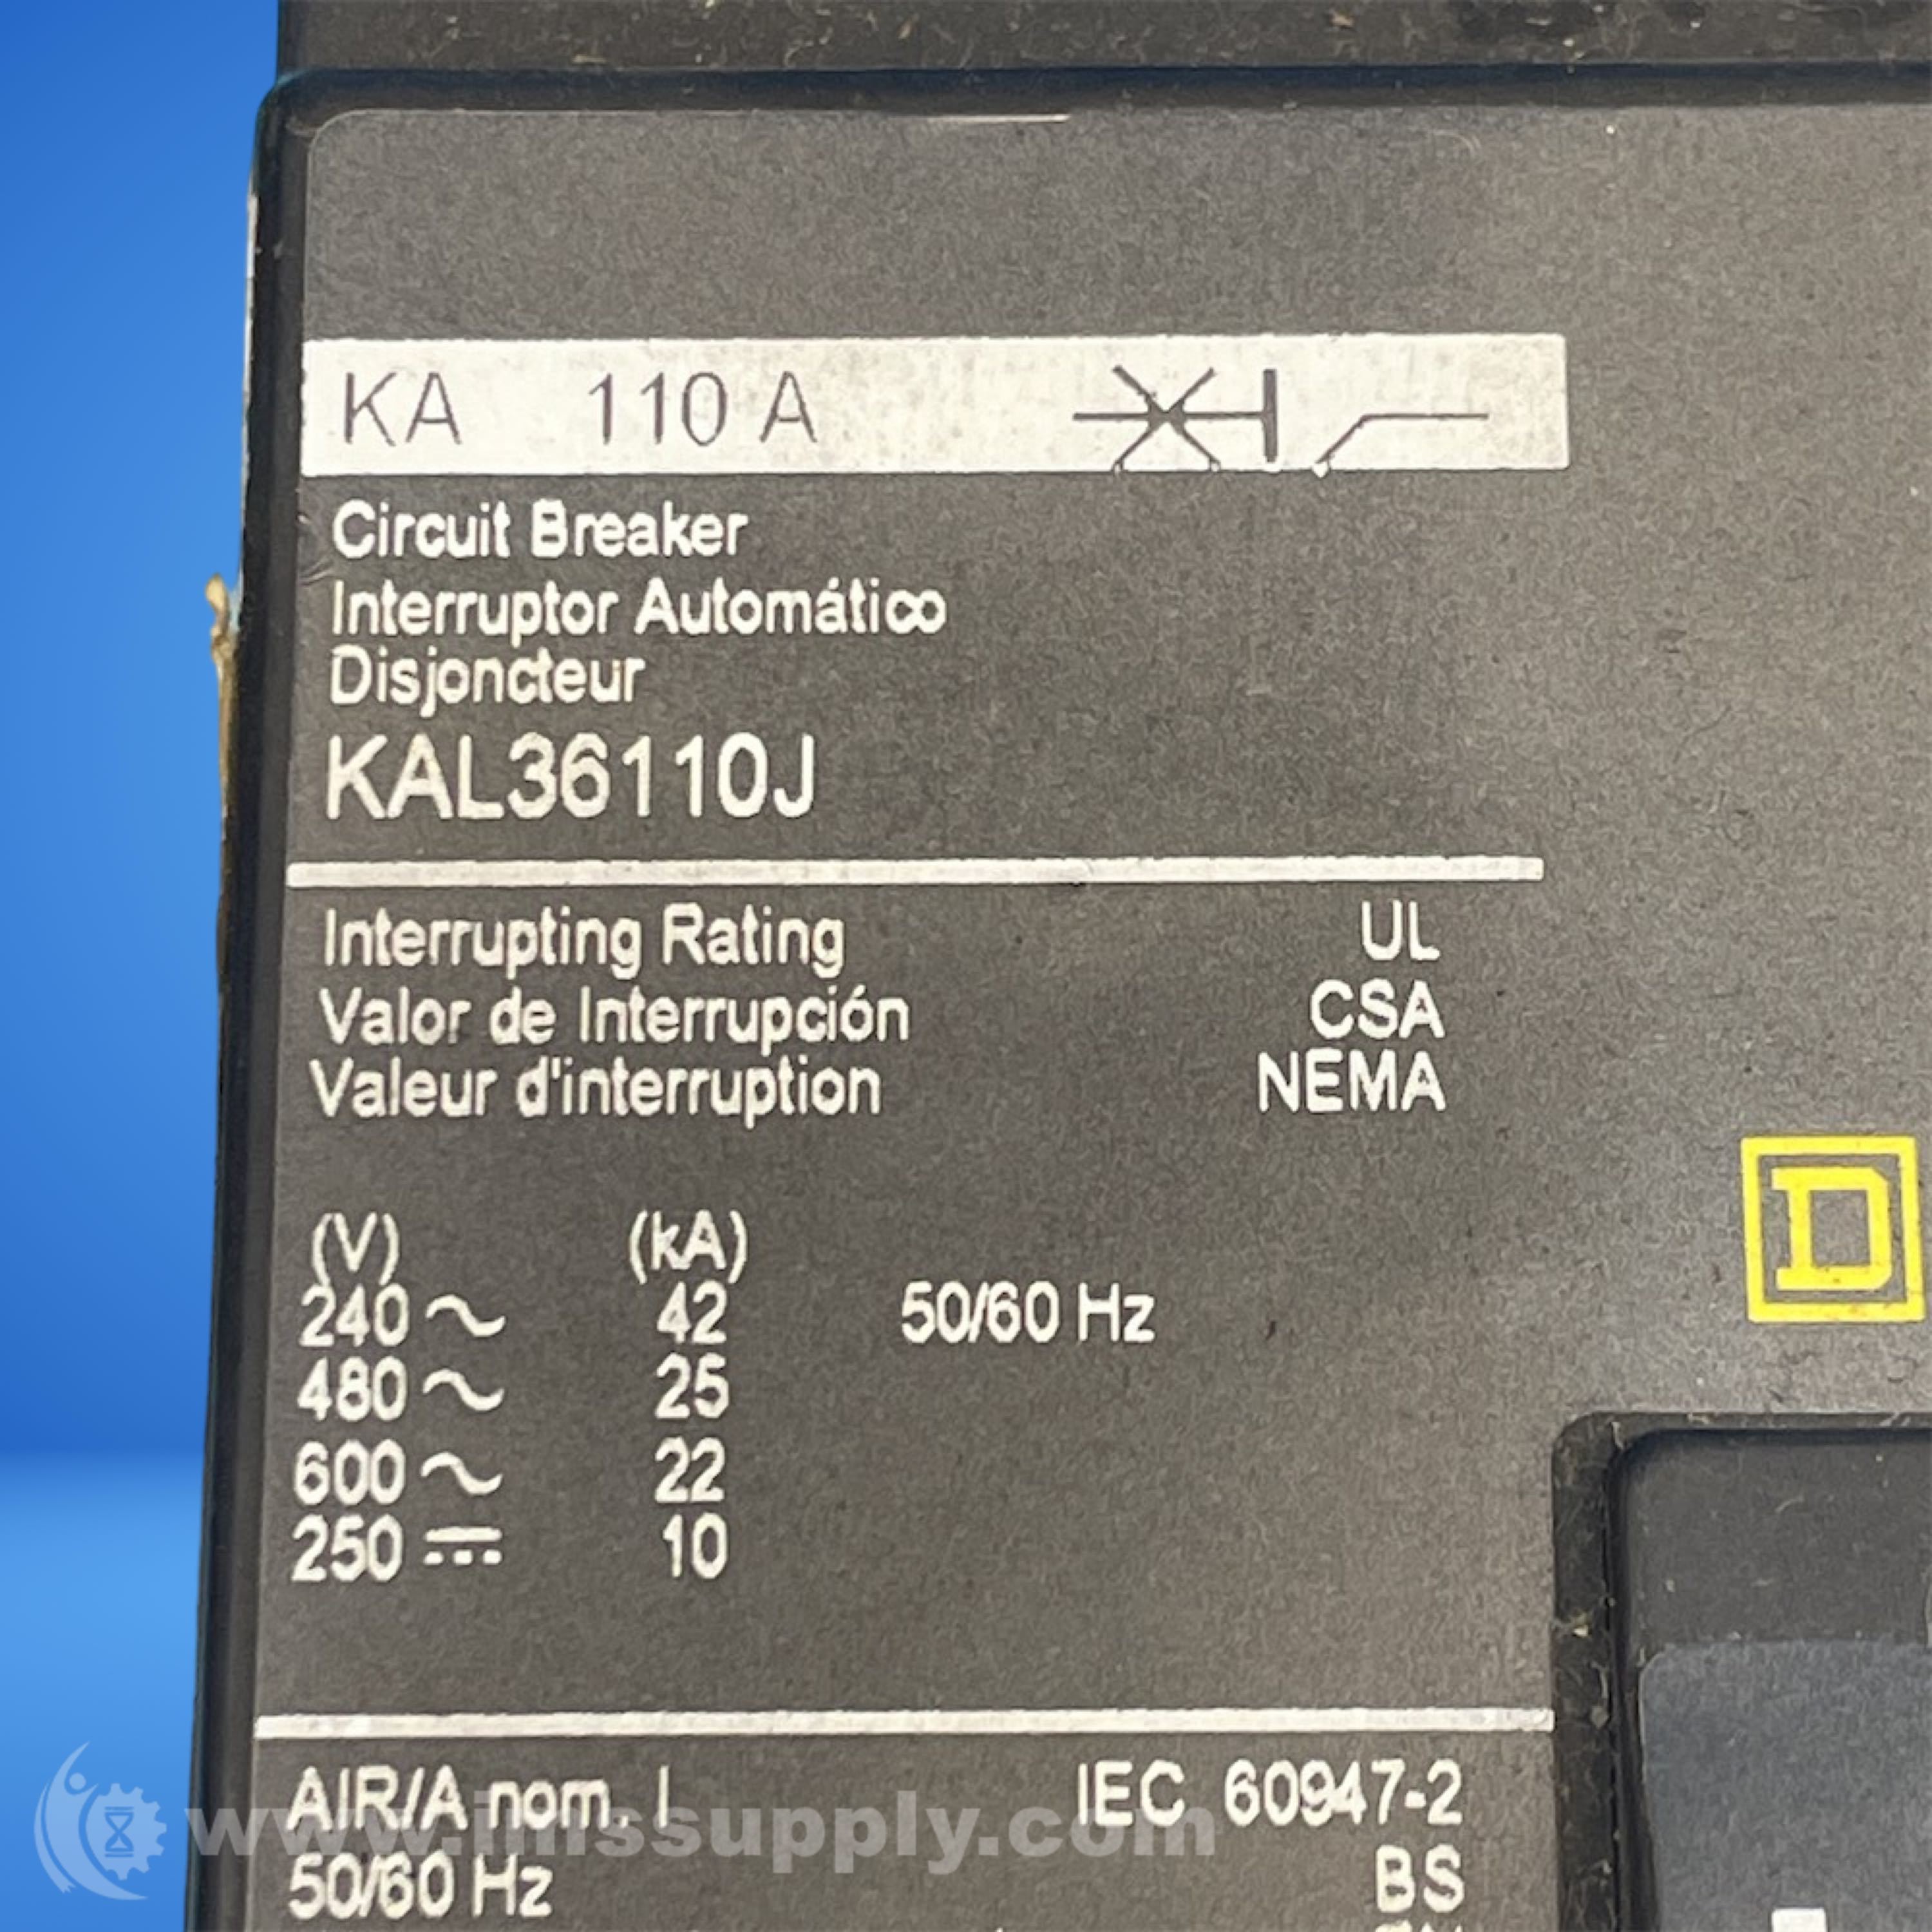 KA 110 A
Circuit Breaker
Interruptor Automático
Disjoncteur
KAL36110J
Interrupting Rating UL
Valor de Interrupción CSA
Valeur d'interruption NEMA
(V) (kA)
240 ~ 42 50/60 Hz
480 ~ 25
600 ~ 22
250 ⎓ 10
D
AIR/A nom. I IEC 60947-2
www.imssupply.com
50/60 Hz BS